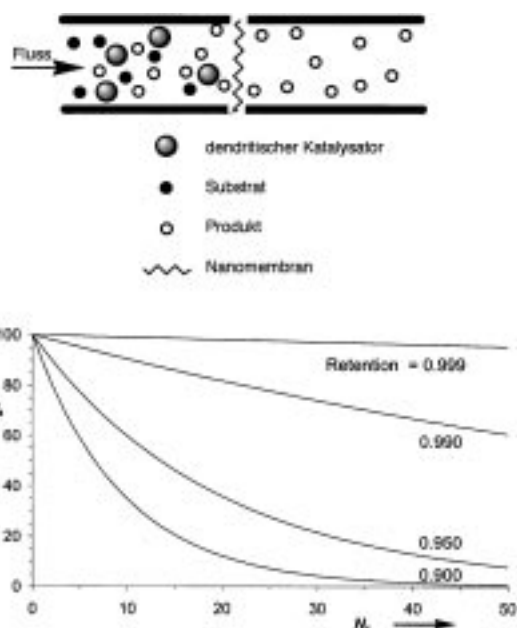 Fluss
dendritischer Katalysator
Substrat
Produkt
Nanomembran
100
80
60
40
20
0
Retention = 0.999
0.990
0.950
0.900
0 10 20 30 40 50